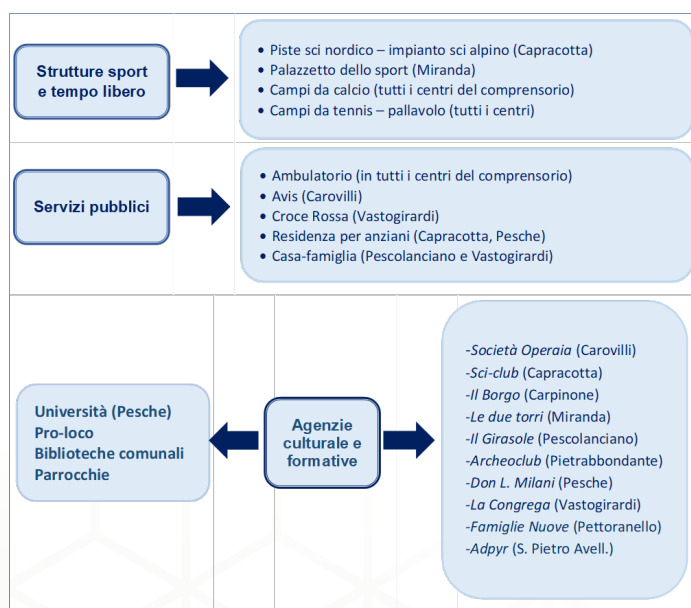 Strutture sport
e tempo libero
• Piste sci nordico – impianto sci alpino (Capracotta)
• Palazzetto dello sport (Miranda)
• Campi da calcio (tutti i centri del comprensorio)
• Campi da tennis – pallavolo (tutti i centri)
Servizi pubblici
• Ambulatorio (in tutti i centri del comprensorio)
• Avis (Carovilli)
• Croce Rossa (Vastogirardi)
• Residenza per anziani (Capracotta, Pesche)
• Casa-famiglia (Pescolanciano e Vastogirardi)
Università (Pesche)
Pro-loco
Biblioteche comunali
Parrocchie
Agenzie
culturale e
formative
-Società Operaia (Carovilli)
-Sci-club (Capracotta)
-Il Borgo (Carpinone)
-Le due torri (Miranda)
-Il Girasole (Pescolanciano)
-Archeoclub (Pietrabbondante)
-Don L. Milani (Pesche)
-La Congrega (Vastogirardi)
-Famiglie Nuove (Pettoranello)
-Adpyr (S. Pietro Avell.)